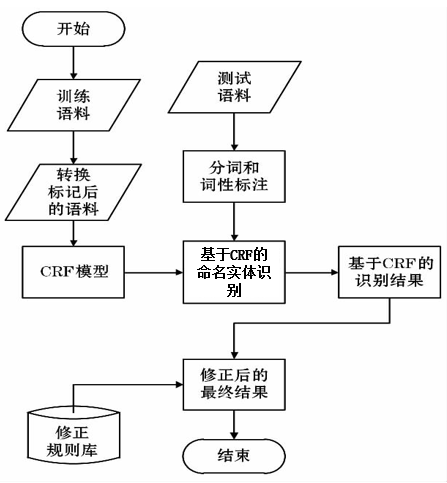 开始
训练
语料
转换
标记后
的语料
CRF模型
测试
语料
分词和
词性标注
基于CRF的
命名实体识
别
基于CRF的
识别结果
修正后的
最终结果
修正
规则库
结束